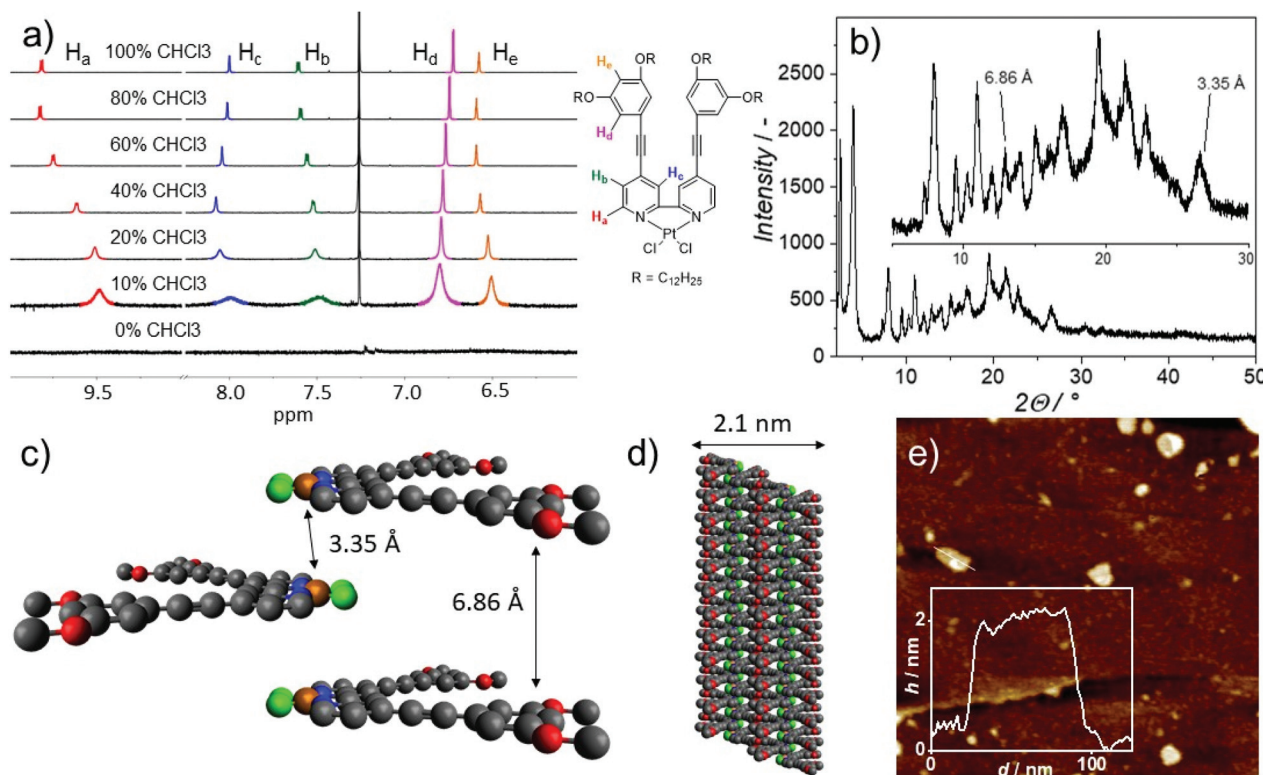 a)
Ha
Hc
Hb
Hd
He
100% CHCl3
80% CHCl3
60% CHCl3
40% CHCl3
20% CHCl3
10% CHCl3
0% CHCl3
9.5
8.0
7.5
7.0
6.5
ppm
He
OR
OR
RO
OR
Hd
Hb
Hc
Ha
N
N
Pt
Cl
Cl
R = C12H25
b)
Intensity / -
2500
2000
1500
1000
500
0
6.86 Å
3.35 Å
10
20
30
10
20
30
40
50
2Θ / °
c)
3.35 Å
6.86 Å
d)
2.1 nm
e)
h / nm
2
0
0
100
d / nm